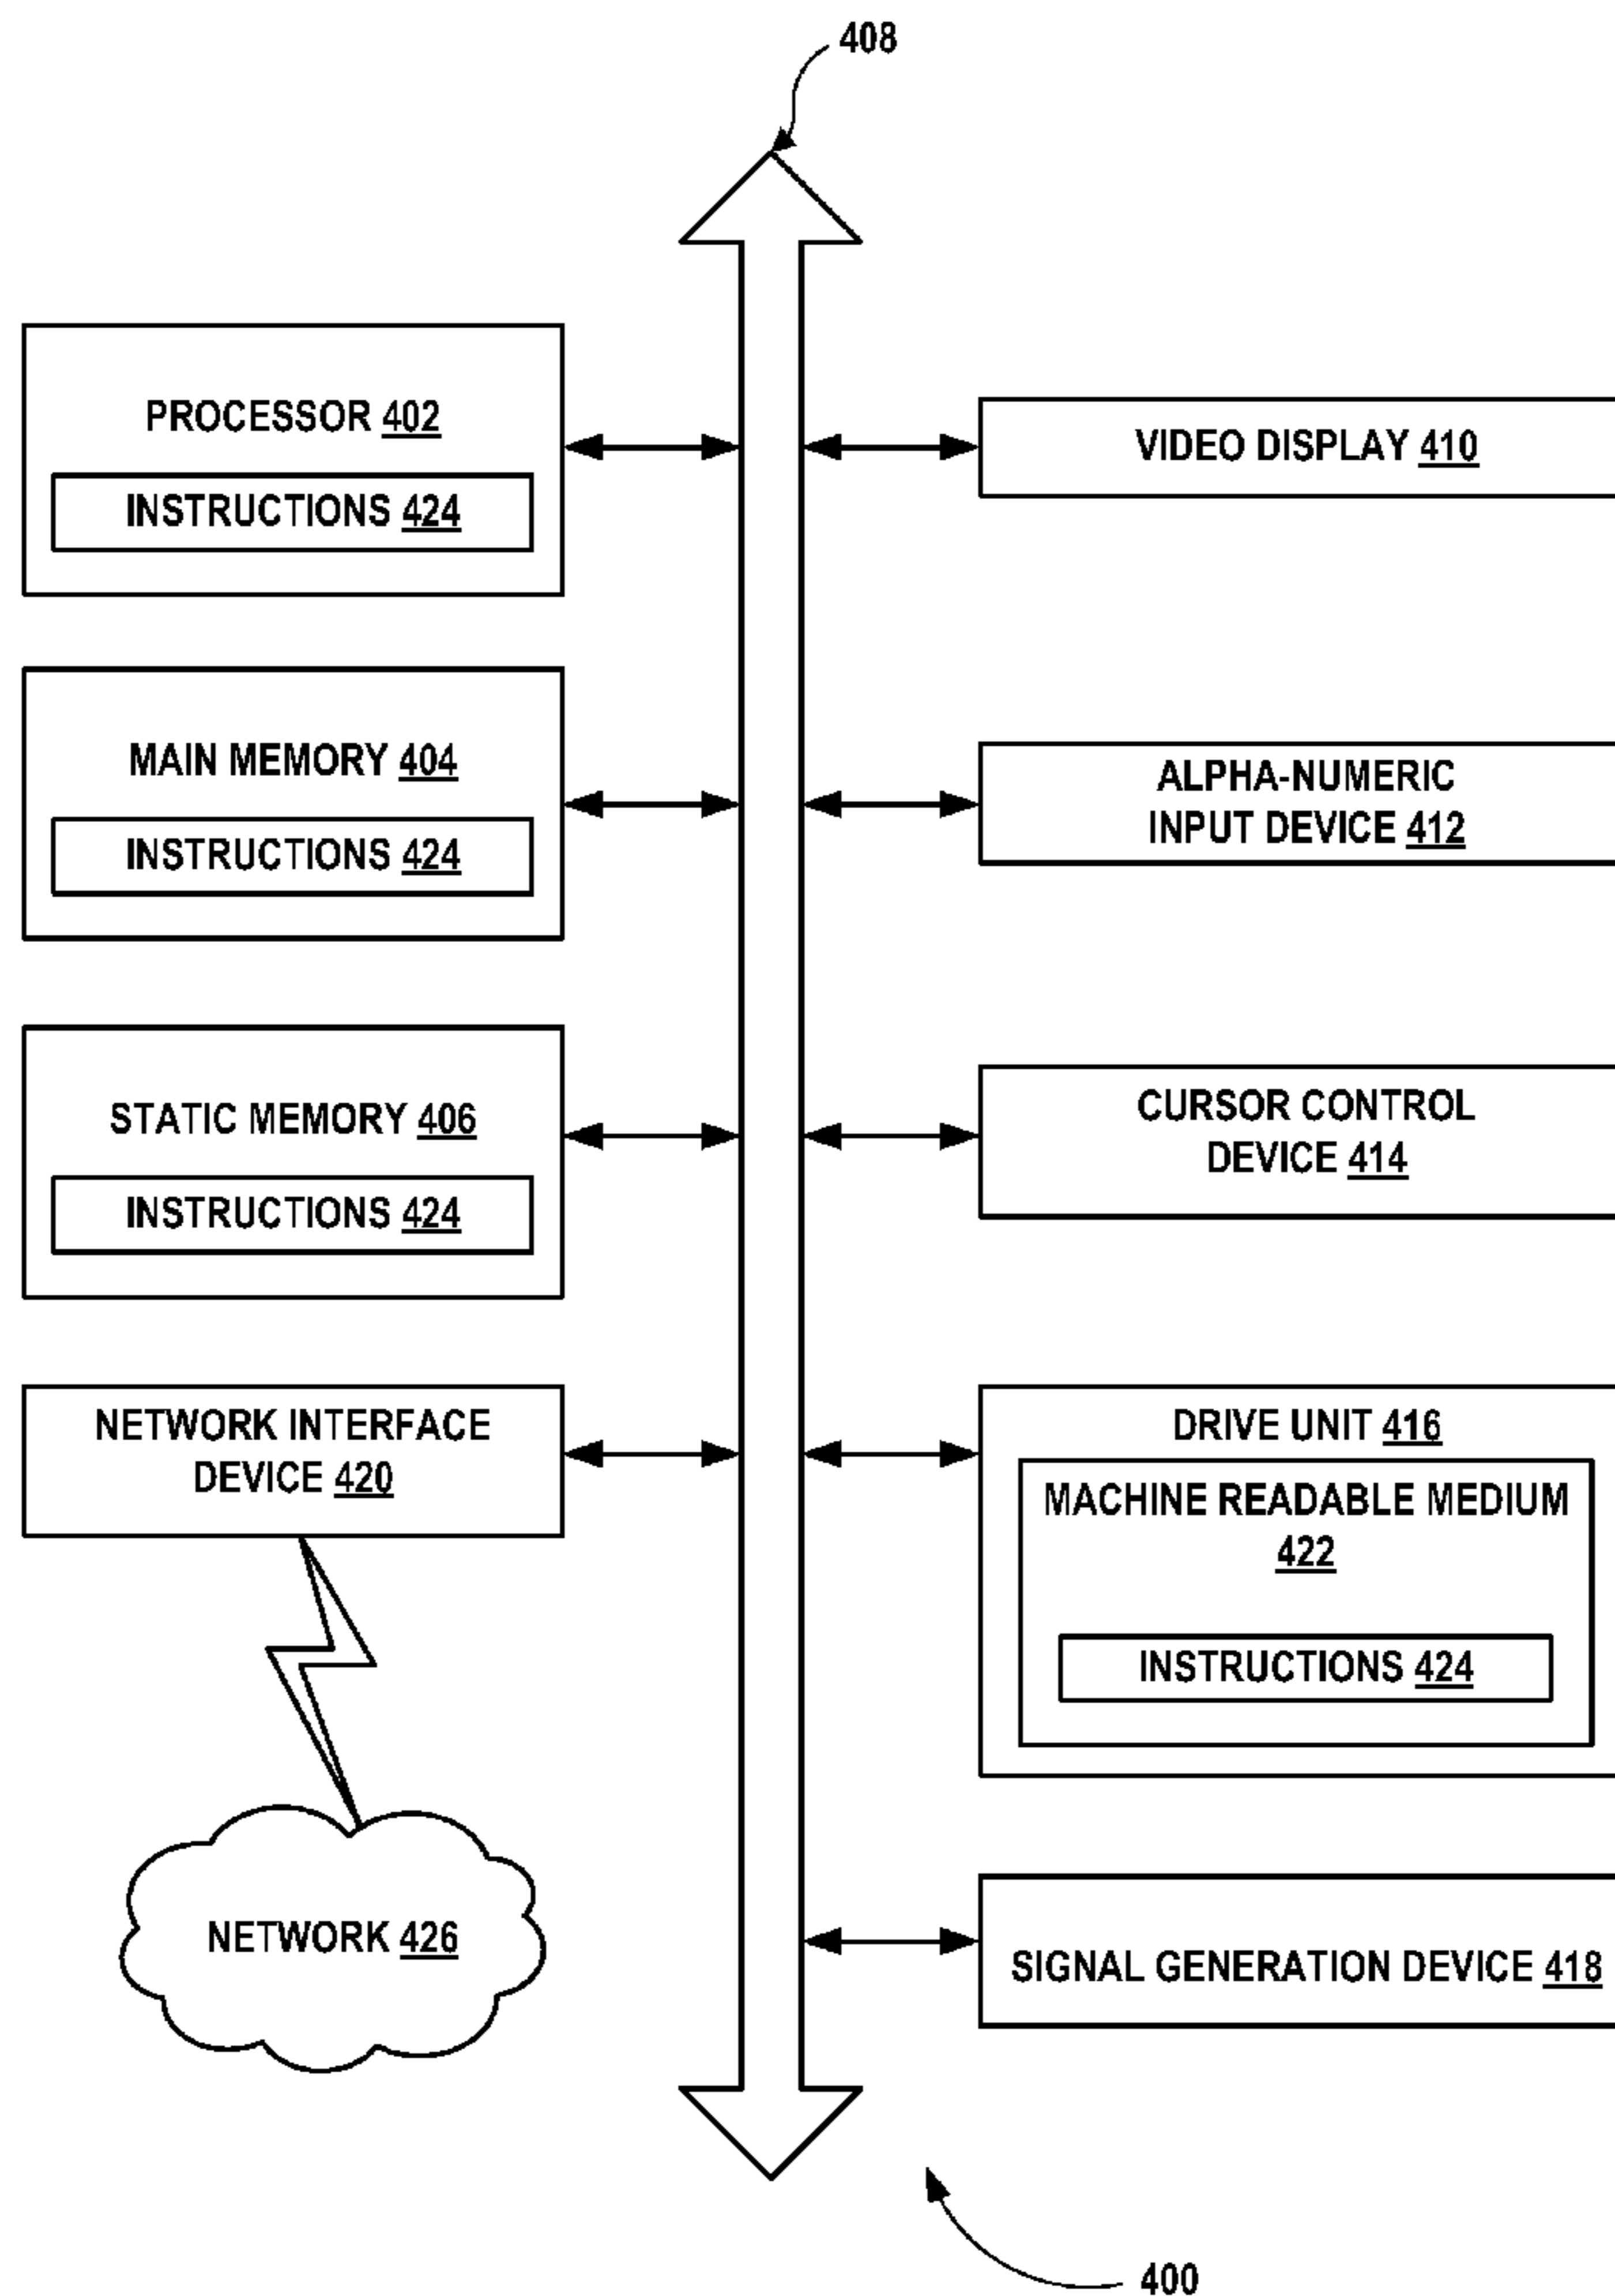 408
PROCESSOR 402
INSTRUCTIONS 424
VIDEO DISPLAY 410
MAIN MEMORY 404
INSTRUCTIONS 424
ALPHA-NUMERIC
INPUT DEVICE 412
STATIC MEMORY 406
INSTRUCTIONS 424
CURSOR CONTROL
DEVICE 414
NETWORK INTERFACE
DEVICE 420
DRIVE UNIT 416
MACHINE READABLE MEDIUM
422
INSTRUCTIONS 424
NETWORK 426
SIGNAL GENERATION DEVICE 418
400